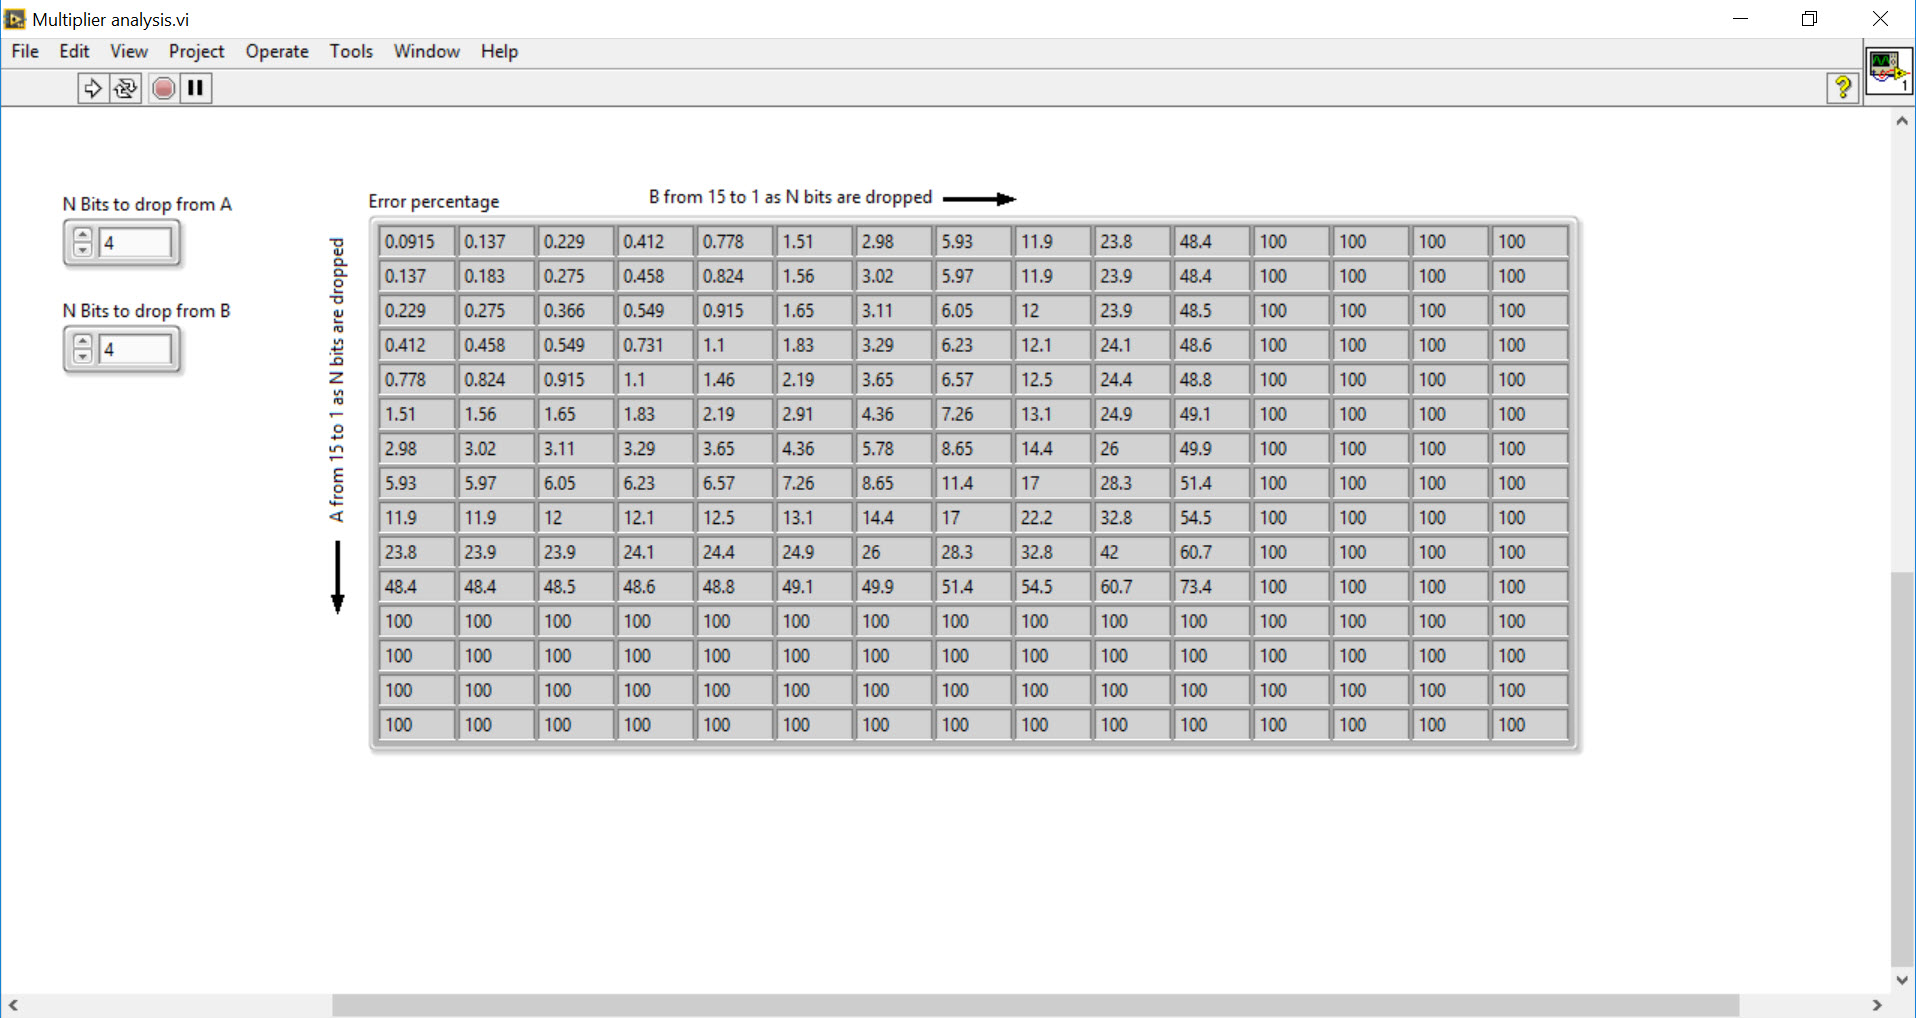 Multiplier analysis.vi
File Edit View Project Operate Tools Window Help
?
1
N Bits to drop from A
4
N Bits to drop from B
4
Error percentage
B from 15 to 1 as N bits are dropped
A from 15 to 1 as N bits are dropped
0.0915 0.137 0.229 0.412 0.778 1.51 2.98 5.93 11.9 23.8 48.4 100 100 100 100
0.137 0.183 0.275 0.458 0.824 1.56 3.02 5.97 11.9 23.9 48.4 100 100 100 100
0.229 0.275 0.366 0.549 0.915 1.65 3.11 6.05 12 23.9 48.5 100 100 100 100
0.412 0.458 0.549 0.731 1.1 1.83 3.29 6.23 12.1 24.1 48.6 100 100 100 100
0.778 0.824 0.915 1.1 1.46 2.19 3.65 6.57 12.5 24.4 48.8 100 100 100 100
1.51 1.56 1.65 1.83 2.19 2.91 4.36 7.26 13.1 24.9 49.1 100 100 100 100
2.98 3.02 3.11 3.29 3.65 4.36 5.78 8.65 14.4 26 49.9 100 100 100 100
5.93 5.97 6.05 6.23 6.57 7.26 8.65 11.4 17 28.3 51.4 100 100 100 100
11.9 11.9 12 12.1 12.5 13.1 14.4 17 22.2 32.8 54.5 100 100 100 100
23.8 23.9 23.9 24.1 24.4 24.9 26 28.3 32.8 42 60.7 100 100 100 100
48.4 48.4 48.5 48.6 48.8 49.1 49.9 51.4 54.5 60.7 73.4 100 100 100 100
100 100 100 100 100 100 100 100 100 100 100 100 100 100 100
100 100 100 100 100 100 100 100 100 100 100 100 100 100 100
100 100 100 100 100 100 100 100 100 100 100 100 100 100 100
100 100 100 100 100 100 100 100 100 100 100 100 100 100 100